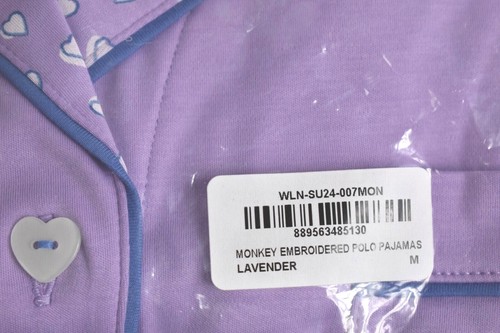 WLN-SU24-007MON
889563485130
MONKEY EMBROIDERED POLO PAJAMAS
LAVENDER M